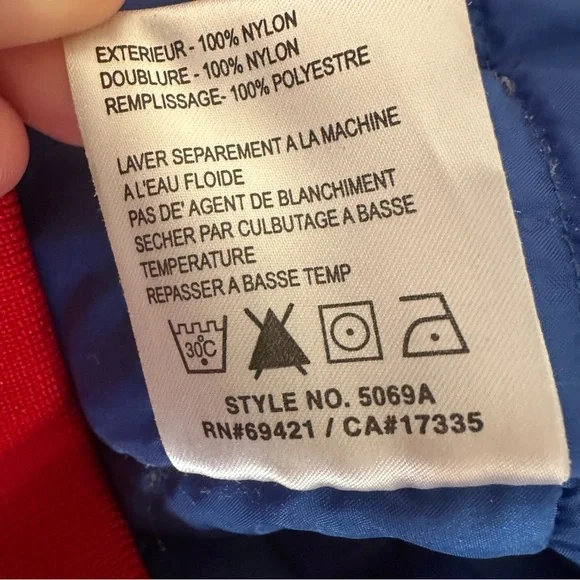 EXTERIEUR - 100% NYLON
DOUBLURE - 100% NYLON
REMPLISSAGE- 100% POLYESTRE
LAVER SEPAREMENT A LA MACHINE
A L'EAU FLOIDE
PAS DE' AGENT DE BLANCHIMENT
SECHER PAR CULBUTAGE A BASSE
TEMPERATURE
REPASSER A BASSE TEMP
30C
STYLE NO. 5069A
RN#69421 / CA#17335